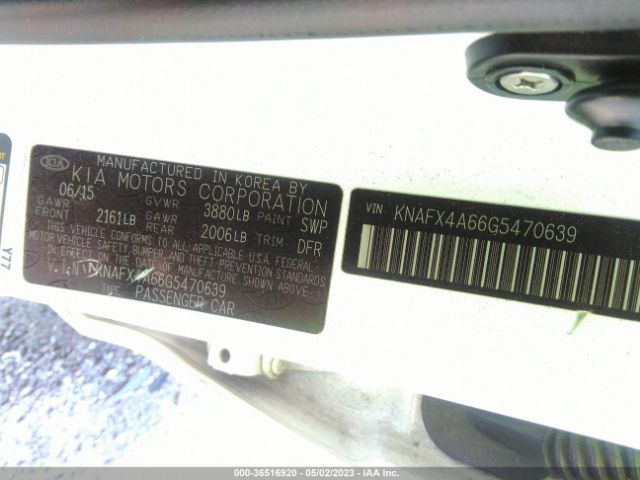 KIA
MANUFACTURED IN KOREA BY
KIA MOTORS CORPORATION
06/15 GVWR 3880LB PAINT SWP
GAWR FRONT 2161LB GAWR REAR 2006LB TRIM DFR
THIS VEHICLE CONFORMS TO ALL APPLICABLE U.S.A. FEDERAL
MOTOR VEHICLE SAFETY, BUMPER, AND THEFT PREVENTION STANDARDS
IN EFFECT ON THE DATE OF MANUFACTURE SHOWN ABOVE.
V.I.N KNAFX4A66G5470639
TYPE PASSENGER CAR
VIN KNAFX4A66G5470639
Y77
000-36516920 - 05/02/2023 - IAA Inc.